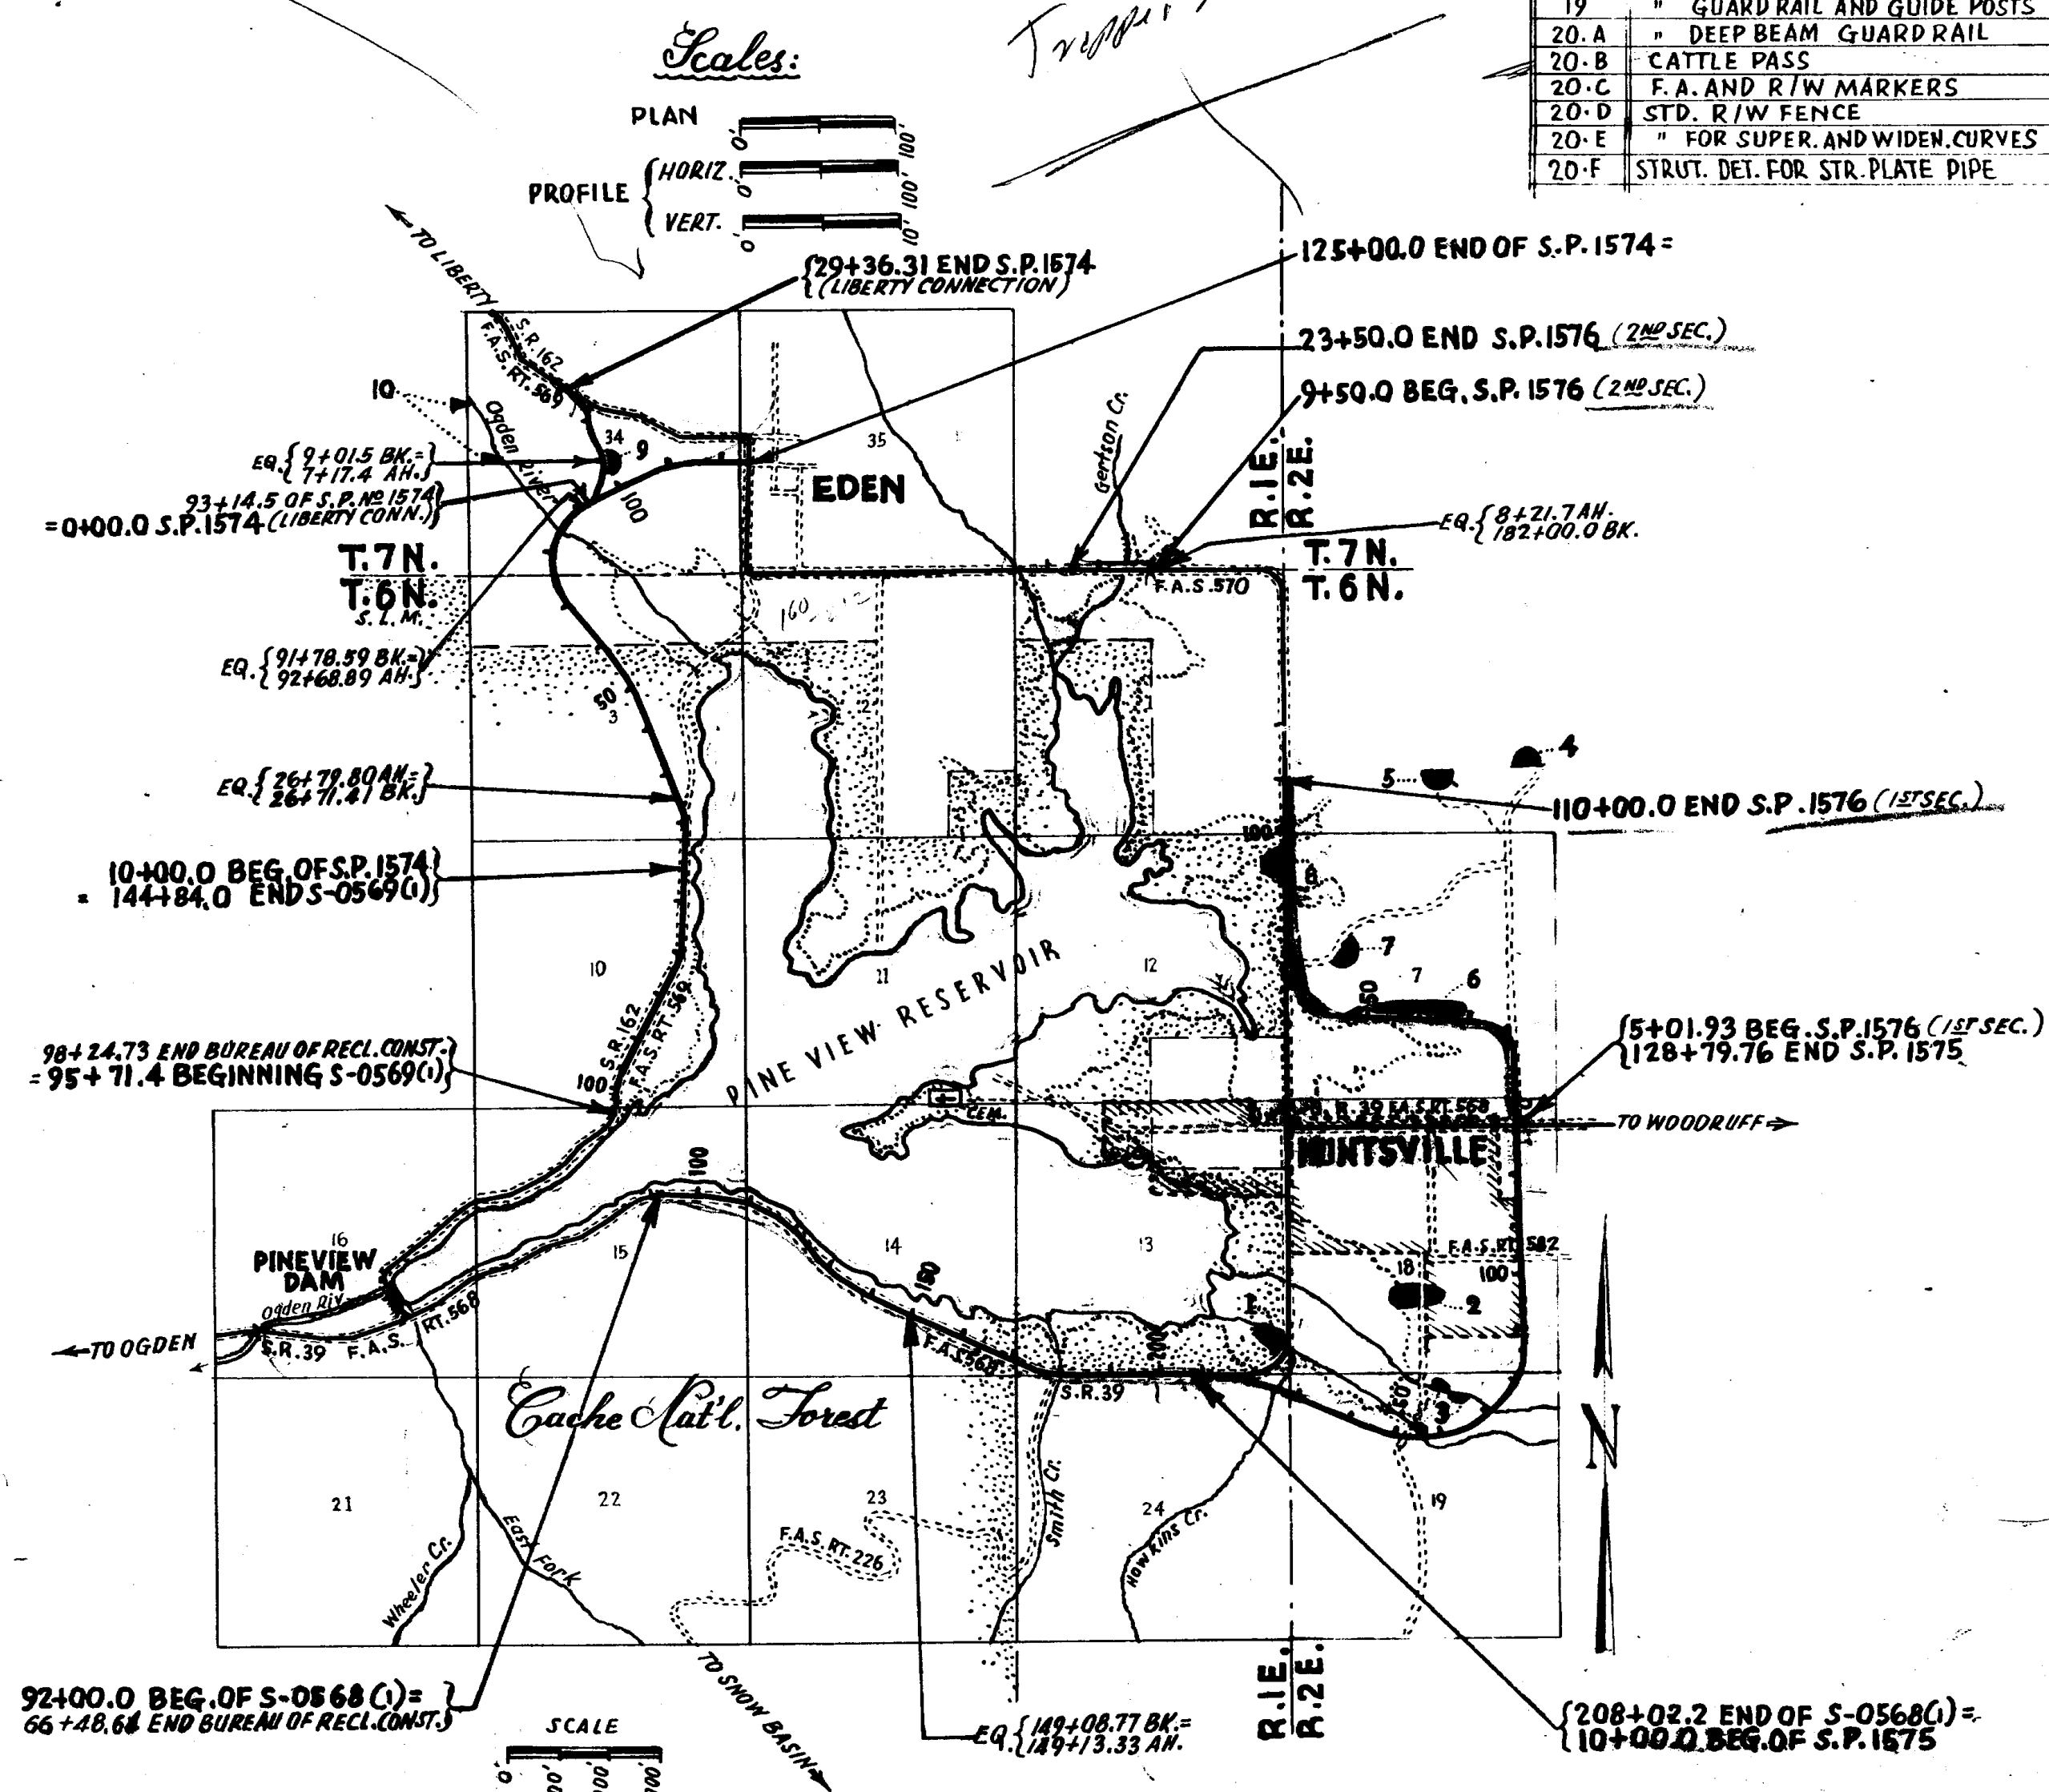 Scales:
PLAN
0'
100'
PROFILE
HORIZ.
0'
100'
VERT.
0'
10'
19 " GUARD RAIL AND GUIDE POSTS
20.A " DEEP BEAM GUARD RAIL
20.B CATTLE PASS
20.C F.A. AND R/W MARKERS
20.D STD. R/W FENCE
20.E " FOR SUPER. AND WIDEN. CURVES
20.F STRUT. DET. FOR STR. PLATE PIPE
TO LIBERTY
29+36.31 END S.P. 1574
(LIBERTY CONNECTION)
125+00.0 END OF S.P. 1574 =
23+50.0 END S.P. 1576 (2ND SEC.)
9+50.0 BEG. S.P. 1576 (2ND SEC.)
S.R. 162
F.A.S. RT. 569
10
Ogden River
34
9
35
Gertson Cr.
EQ. 9+01.5 BK.=
7+17.4 AH.
93+14.5 OF S.P. Nº 1574
=0+00.0 S.P. 1574 (LIBERTY CONN.)
100
EDEN
R.1E.
R.2E.
EQ. 8+21.7 AH.
182+00.0 BK.
T.7N.
T.6N.
S.L.M.
T.7N.
T.6N.
F.A.S. 570
160
EQ. 91+78.59 BK.=
92+68.89 AH.
50
3
2
1
EQ. 26+79.80 AH.=
26+71.41 BK.
5
4
110+00.0 END S.P. 1576 (1ST SEC.)
100
8
10+00.0 BEG. OF S.P. 1574
= 144+84.0 END S-0569(1)
10
11
12
7
7
6
50
PINE VIEW RESERVOIR
S.R. 162
F.A.S. RT. 569
98+24.73 END BUREAU OF RECL. CONST.
= 95+71.4 BEGINNING S-0569(1)
100
5+01.93 BEG. S.P. 1576 (1ST SEC.)
128+79.76 END S.P. 1575
CEM.
R. 39 F.A.S. RT. 568
TO WOODRUFF
HUNTSVILLE
100
16
15
14
13
18
F.A.S. RT. 582
100
PINEVIEW
DAM
Ogden Riv.
150
1
2
TO OGDEN
S.R. 39 F.A.S. RT. 568
F.A.S. 568
200
S.R. 39
50
3
Cache Nat'l. Forest
N
21
22
23
24
19
Wheeler Cr.
East Fork
F.A.S. RT. 226
Smith Cr.
Hawkins Cr.
TO SNOW BASIN
R.1E.
R.2E.
92+00.0 BEG. OF S-0568(1)=
END BUREAU OF RECL. CONST.
SCALE
0'
EQ. 149+08.77 BK.=
149+13.33 AH.
208+02.2 END OF S-0568(1)=
10+00.0 BEG. OF S.P. 1575